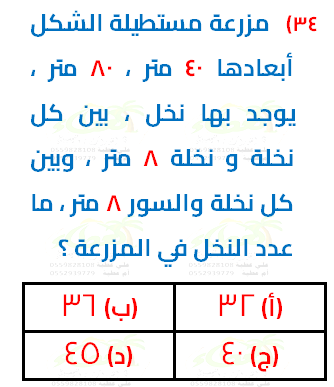 ٣٤) مزرعة مستطيلة الشكل
أبعادها ٤٠ متر ، ٨٠ متر ،
يوجد بها نخل ، بين كل
نخلة و نخلة ٨ متر ، وبين
كل نخلة والسور ٨ متر ، ما
عدد النخل في المزرعة ؟
(أ) ٣٢ (ب) ٣٦
(ج) ٤٠ (د) ٤٥